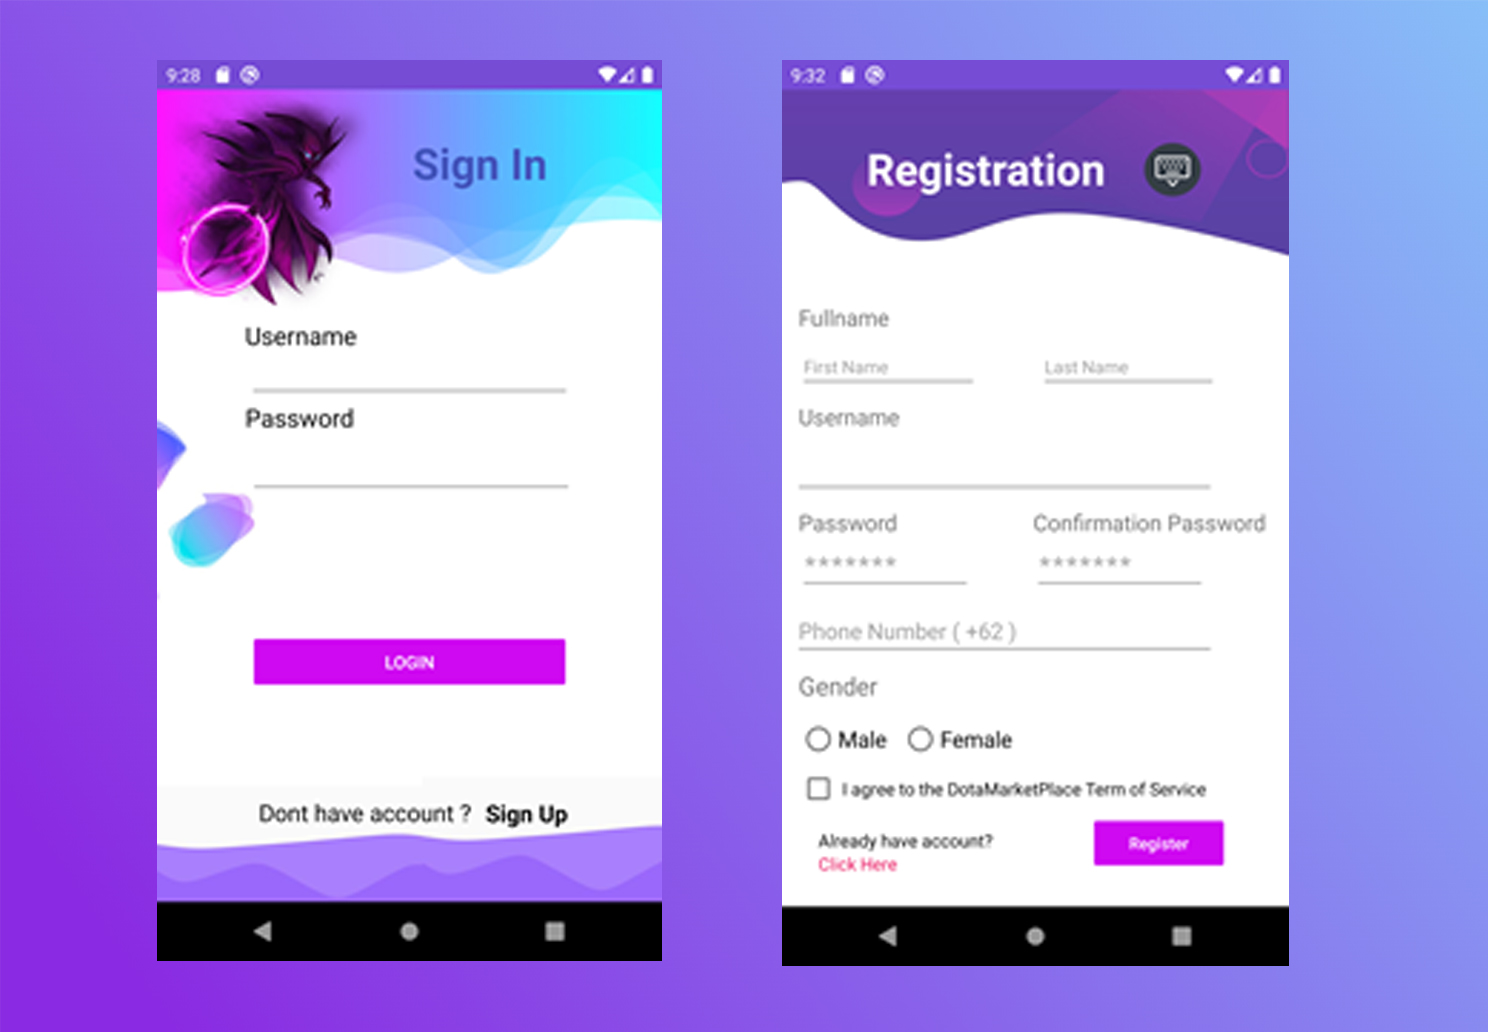 9:28
Sign In
Username
Password
LOGIN
Dont have account ? Sign Up
9:32
Registration
Fullname
First Name Last Name
Username
Password Confirmation Password
******* *******
Phone Number ( +62 )
Gender
Male Female
I agree to the DotaMarketPlace Term of Service
Already have account?
Click Here
Register